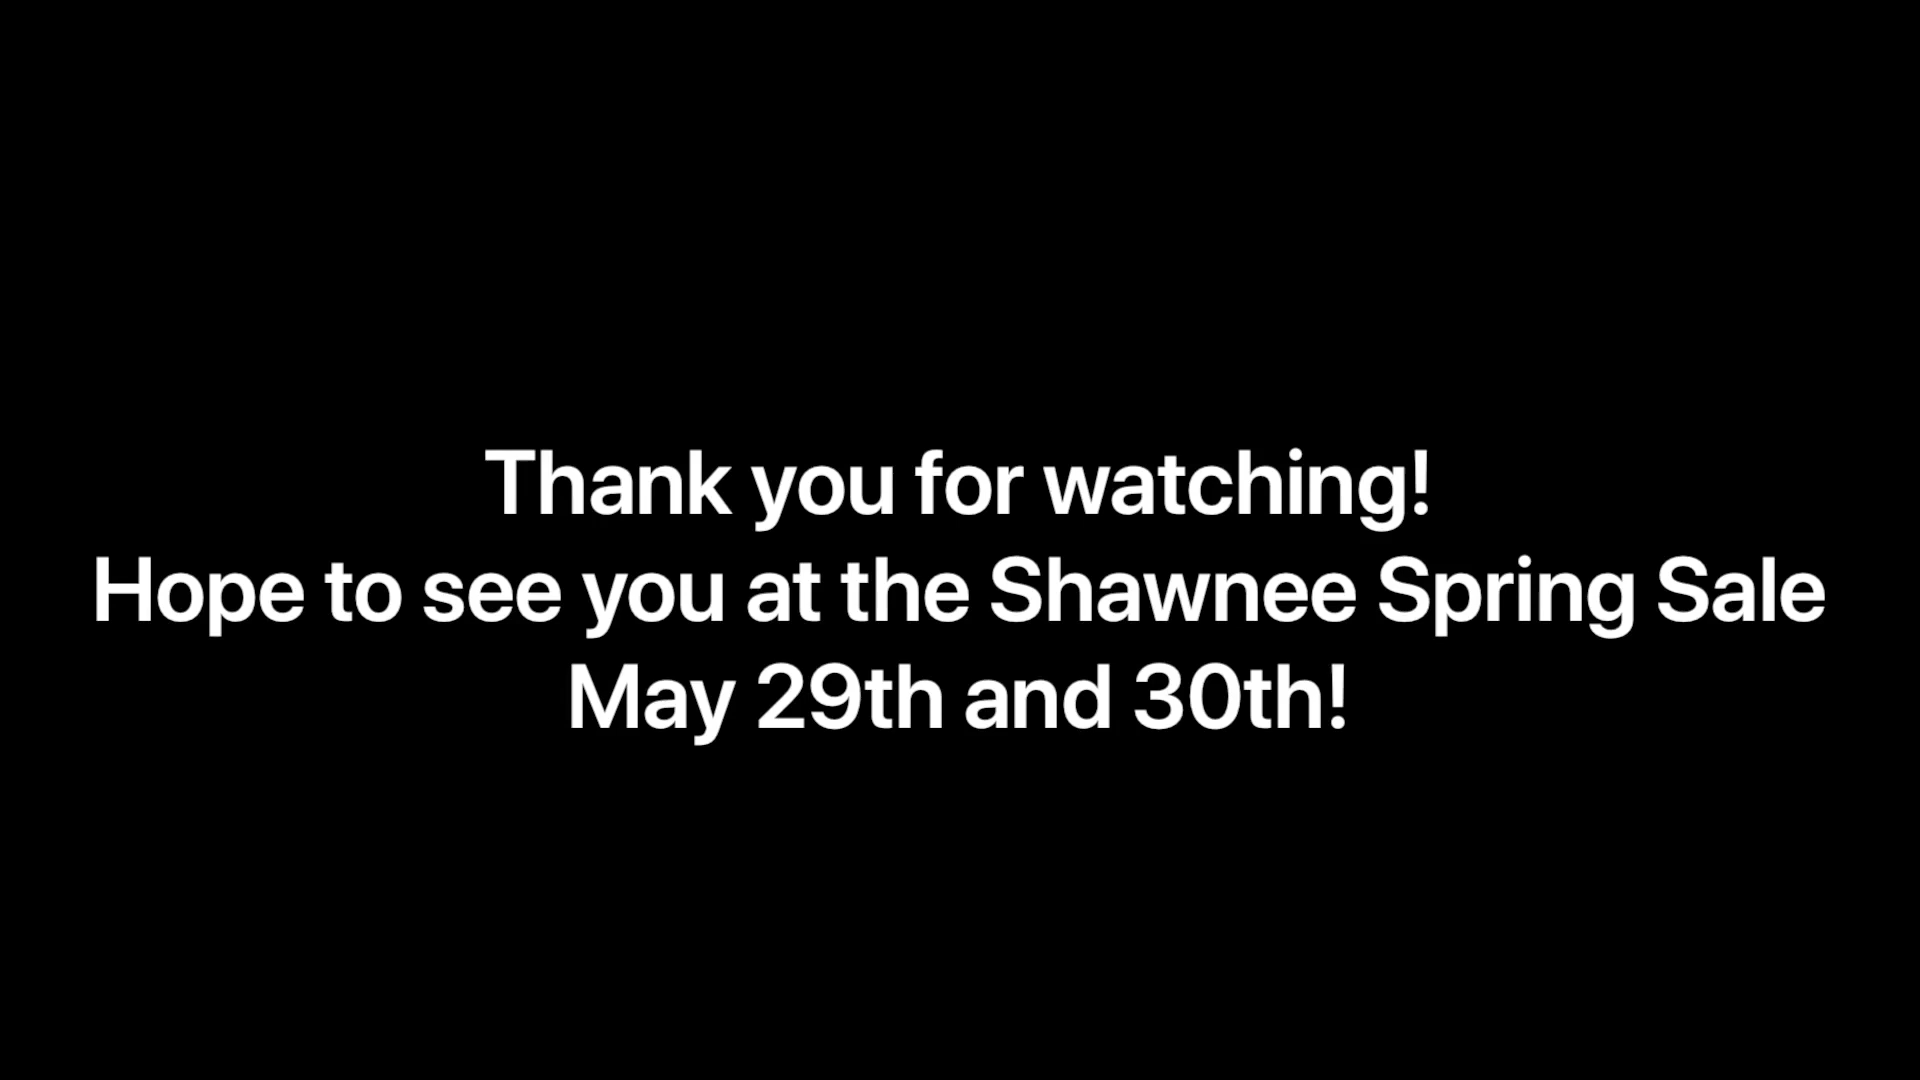 Thank you for watching!
Hope to see you at the Shawnee Spring Sale
May 29th and 30th!